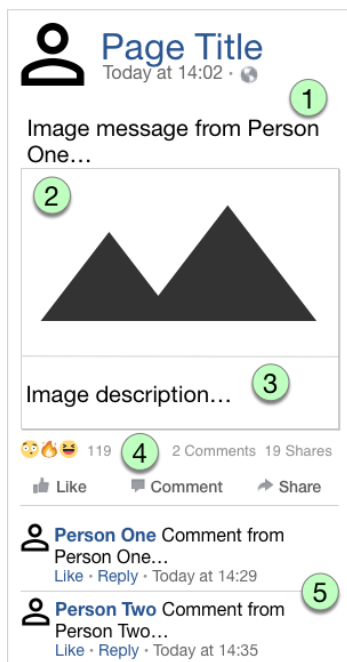 Page Title
Today at 14:02 ·
1
Image message from Person
One…
2
Image description…
3
119
4
2 Comments 19 Shares
Like Comment Share
Person One Comment from
Person One…
Like · Reply · Today at 14:29
5
Person Two Comment from
Person Two…
Like · Reply · Today at 14:35